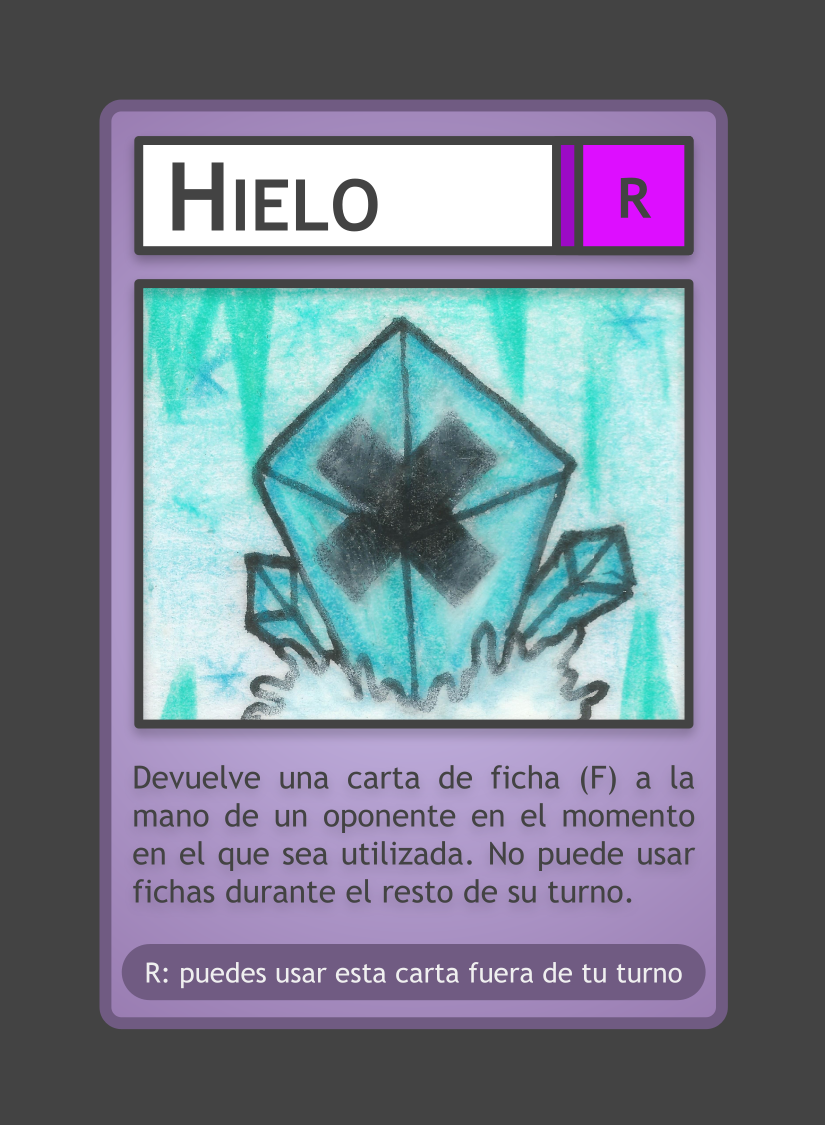 HIELO
R
Devuelve una carta de ficha (F) a la
mano de un oponente en el momento
en el que sea utilizada. No puede usar
fichas durante el resto de su turno.
R: puedes usar esta carta fuera de tu turno